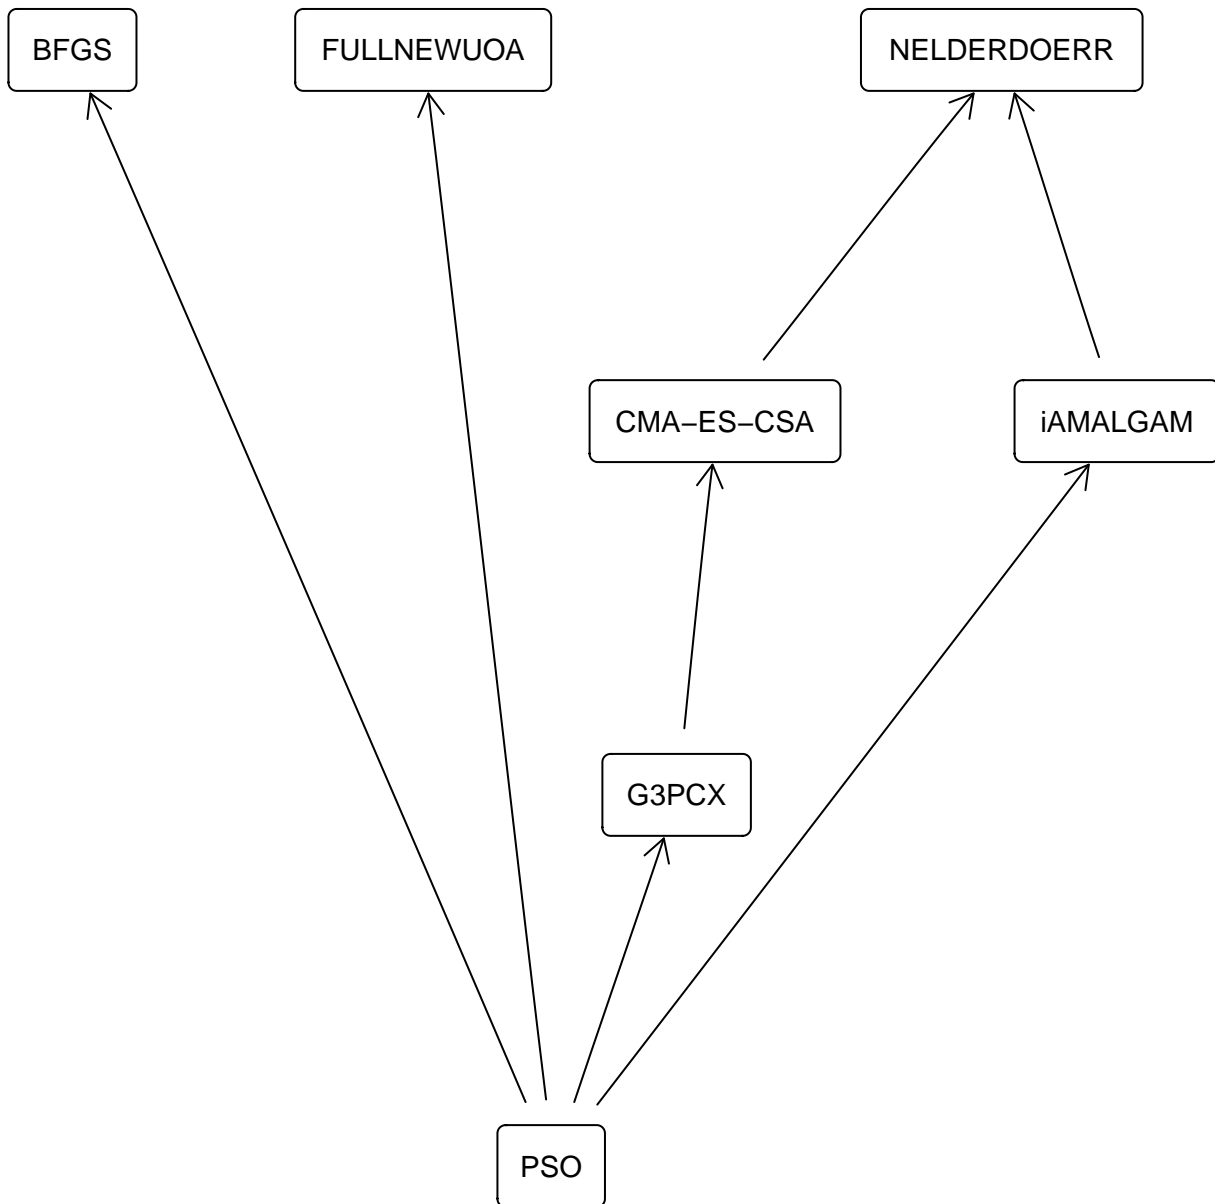 BFGS
FULLNEWUOA
NELDERDOERR
CMA−ES−CSA
iAMALGAM
G3PCX
PSO